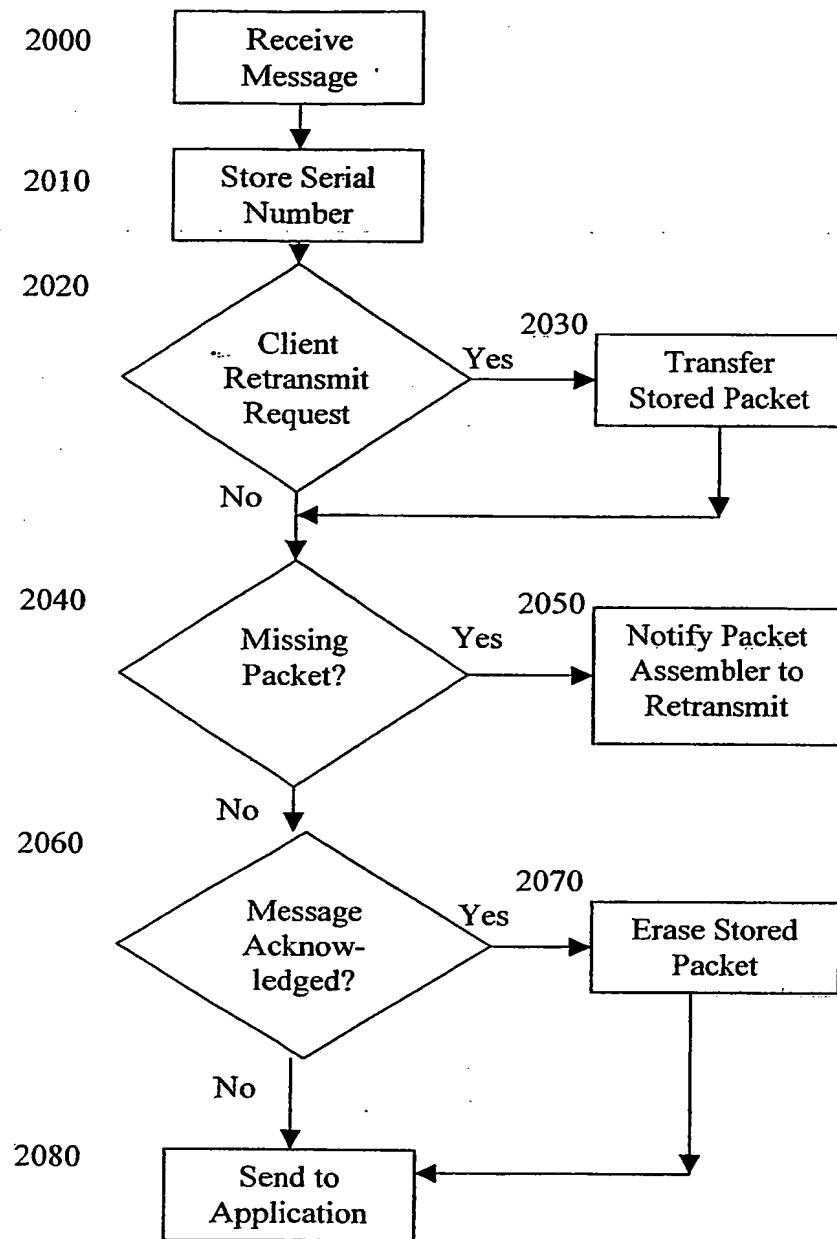 2000
Receive
Message
2010
Store Serial
Number
2020
Client
Retransmit
Request
Yes
2030
Transfer
Stored Packet
No
2040
Missing
Packet?
Yes
2050
Notify Packet
Assembler to
Retransmit
No
2060
Message
Acknow-
ledged?
Yes
2070
Erase Stored
Packet
No
2080
Send to
Application